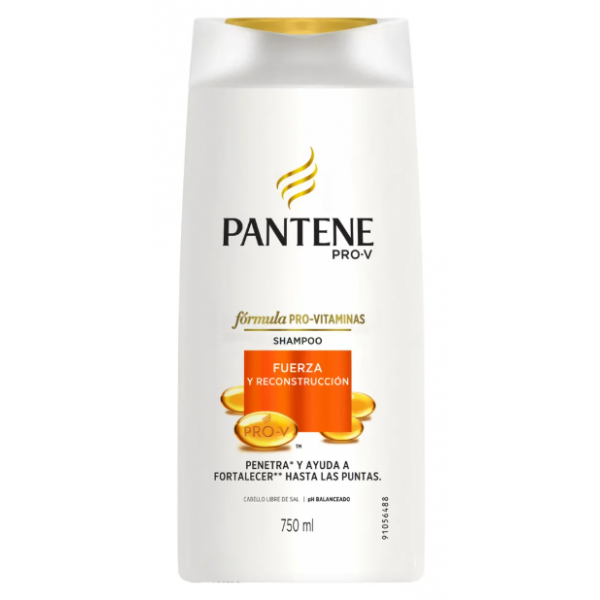 PANTENE
PRO-V
fórmula PRO-VITAMINAS
SHAMPOO
FUERZA
Y RECONSTRUCCIÓN
PRO-V
TM
PENETRA* Y AYUDA A
FORTALECER** HASTA LAS PUNTAS.
CABELLO LIBRE DE SAL | pH BALANCEADO
750 ml
91056488